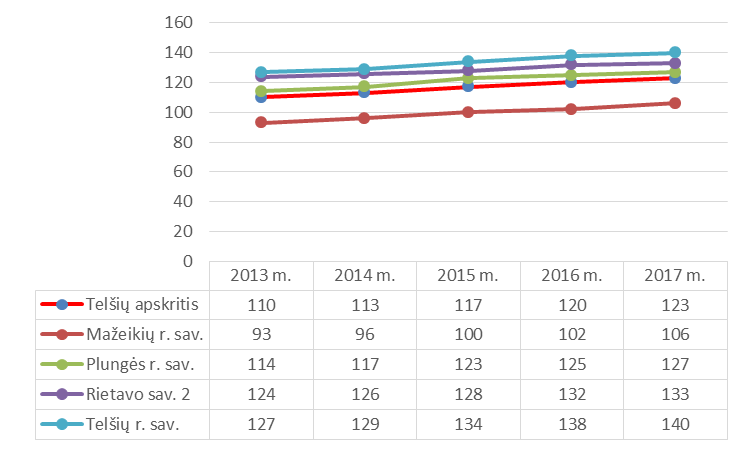 160
140
120
100
80
60
40
20
0
2013 m. 2014 m. 2015 m. 2016 m. 2017 m.
Telšių apskritis 110 113 117 120 123
Mažeikių r. sav. 93 96 100 102 106
Plungės r. sav. 114 117 123 125 127
Rietavo sav. 2 124 126 128 132 133
Telšių r. sav. 127 129 134 138 140